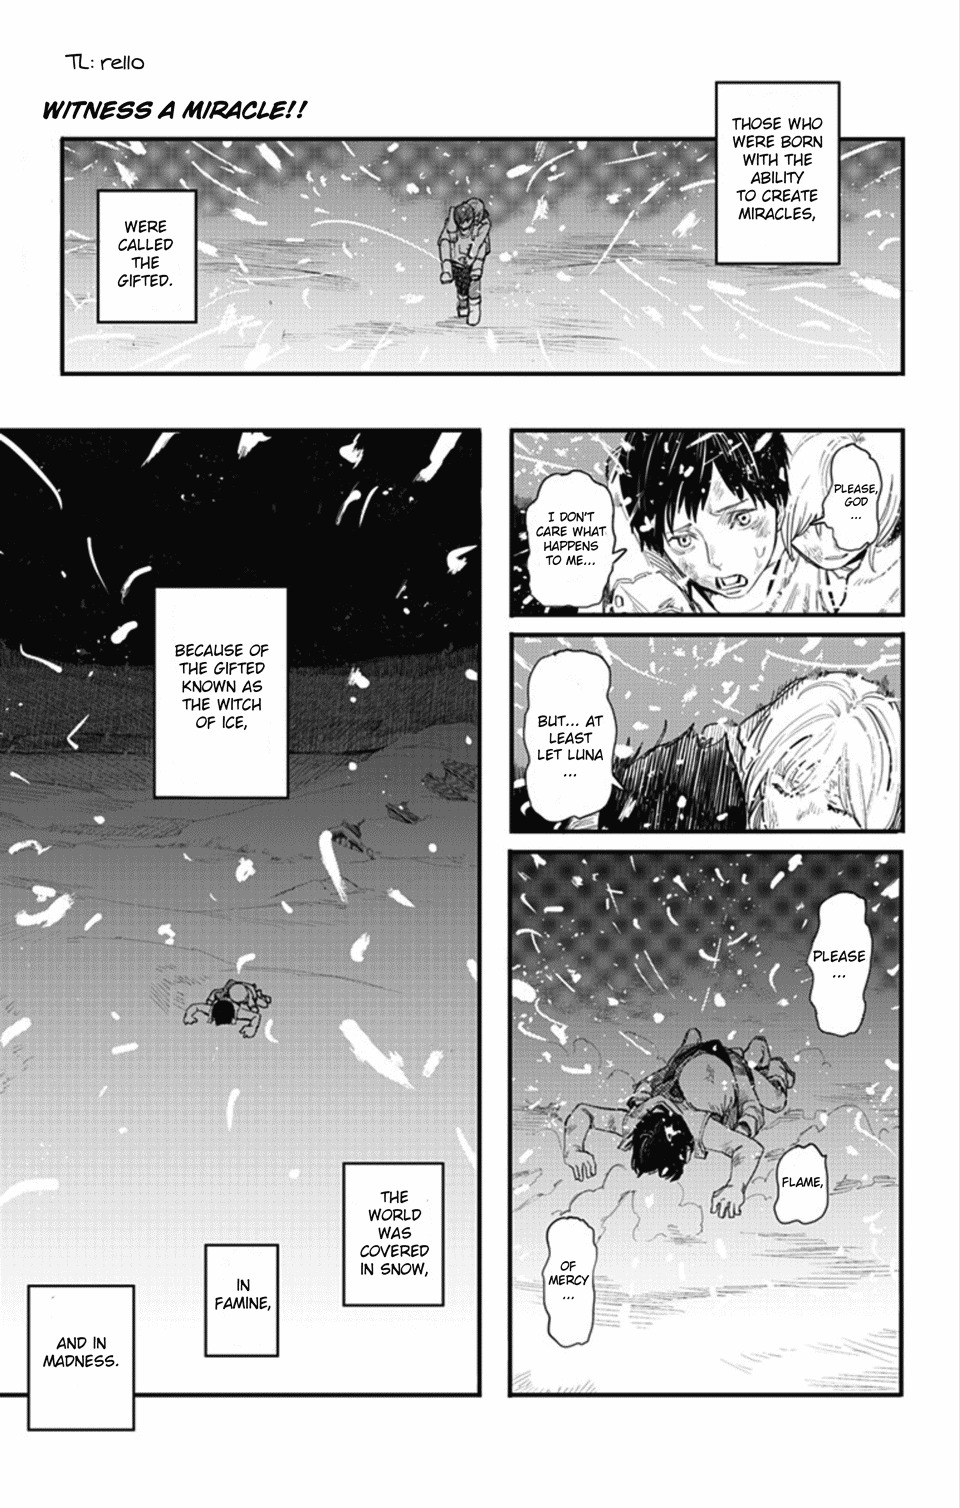 TL: rello
WITNESS A MIRACLE!!
THOSE WHO
WERE BORN
WITH THE
ABILITY
TO CREATE
MIRACLES,
WERE
CALLED
THE
GIFTED.
PLEASE,
GOD
...
I DON'T
CARE WHAT
HAPPENS
TO ME...
BUT... AT
LEAST
LET LUNA
...
PLEASE
...
FLAME,
OF
MERCY
...
BECAUSE OF
THE GIFTED
KNOWN AS
THE WITCH
OF ICE,
THE
WORLD
WAS
COVERED
IN SNOW,
IN
FAMINE,
AND IN
MADNESS.